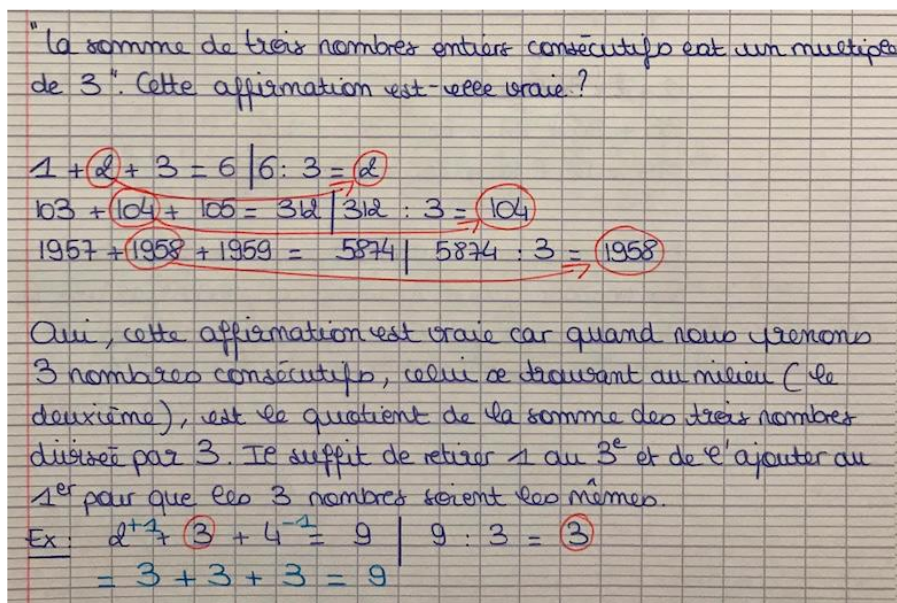 "La somme de trois nombres entiers consécutifs est un multiple
de 3". Cette affirmation est-elle vraie ?
1 + 2 + 3 = 6 | 6 : 3 = 2
103 + 104 + 105 = 312 | 312 : 3 = 104
1957 + 1958 + 1959 = 5874 | 5874 : 3 = 1958
Oui, cette affirmation est vraie car quand nous prenons
3 nombres consécutifs, celui se trouvant au milieu (le
deuxième), est le quotient de la somme des trois nombres
divisée par 3. Il suffit de retirer 1 au 3e et de l'ajouter au
1er pour que les 3 nombres soient les mêmes.
Ex : 2⁺¹ + 3 + 4⁻¹ = 9 | 9 : 3 = 3
= 3 + 3 + 3 = 9